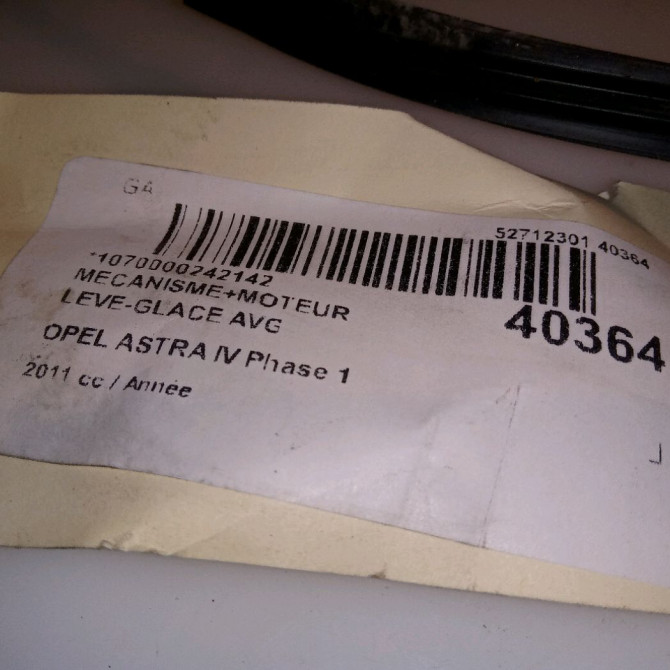 GA
52712301 40364
*1070000242142
MECANISME+MOTEUR
LEVE-GLACE AVG
40364
OPEL ASTRA IV Phase 1
2011 cc / Année